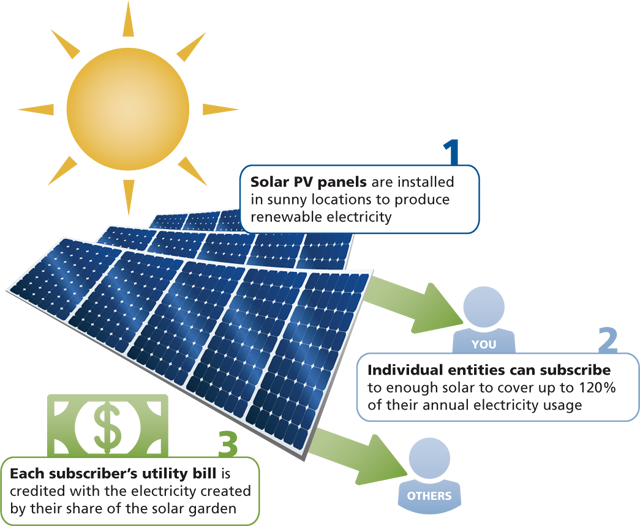 1
Solar PV panels are installed
in sunny locations to produce
renewable electricity
YOU
2
Individual entities can subscribe
to enough solar to cover up to 120%
of their annual electricity usage
$
3
Each subscriber’s utility bill is
credited with the electricity created
by their share of the solar garden
OTHERS